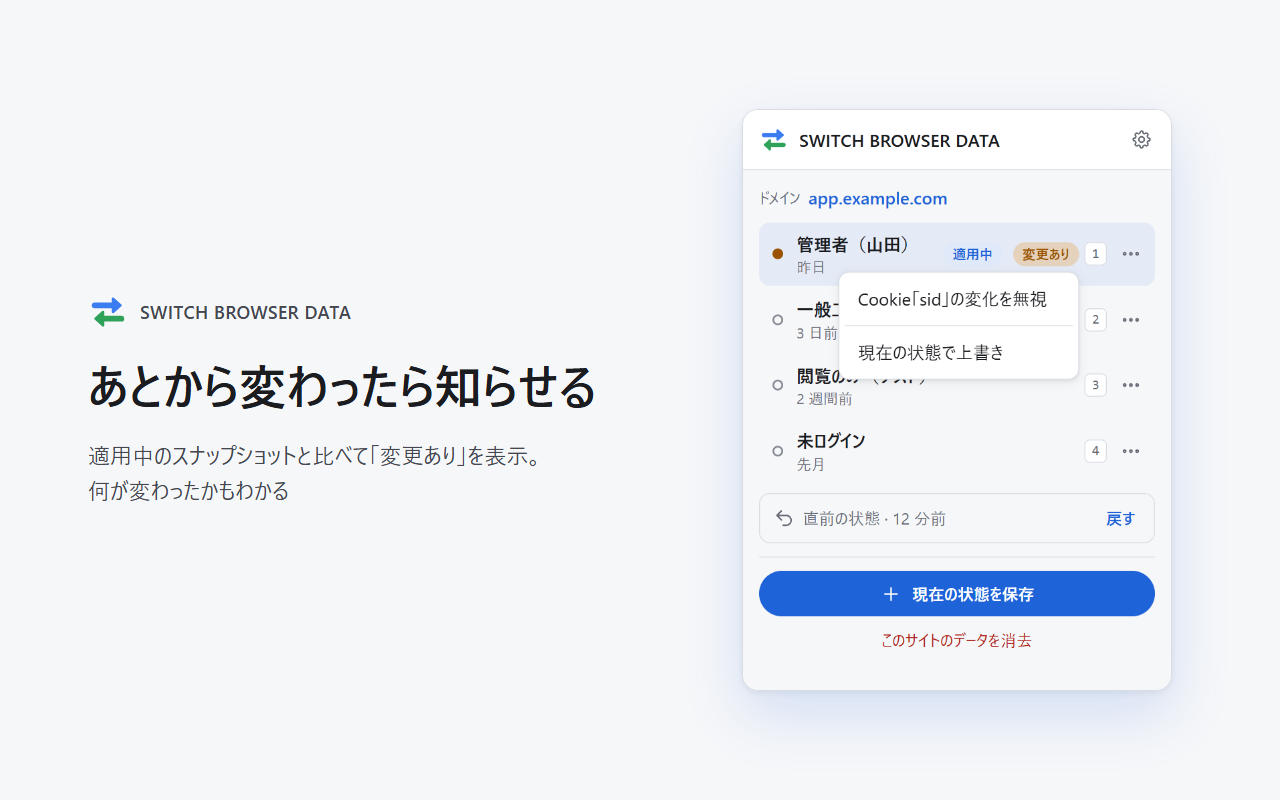 SWITCH BROWSER DATA
あとから変わったら知らせる
適用中のスナップショットと比べて「変更あり」を表示。
何が変わったかもわかる
SWITCH BROWSER DATA
ドメイン app.example.com
管理者（山田） 適用中 変更あり 1
昨日
Cookie「sid」の変化を無視
一般 2
3 日前
現在の状態で上書き
閲覧のみ 3
2 週間前
未ログイン 4
先月
直前の状態 · 12 分前 戻す
現在の状態を保存
このサイトのデータを消去